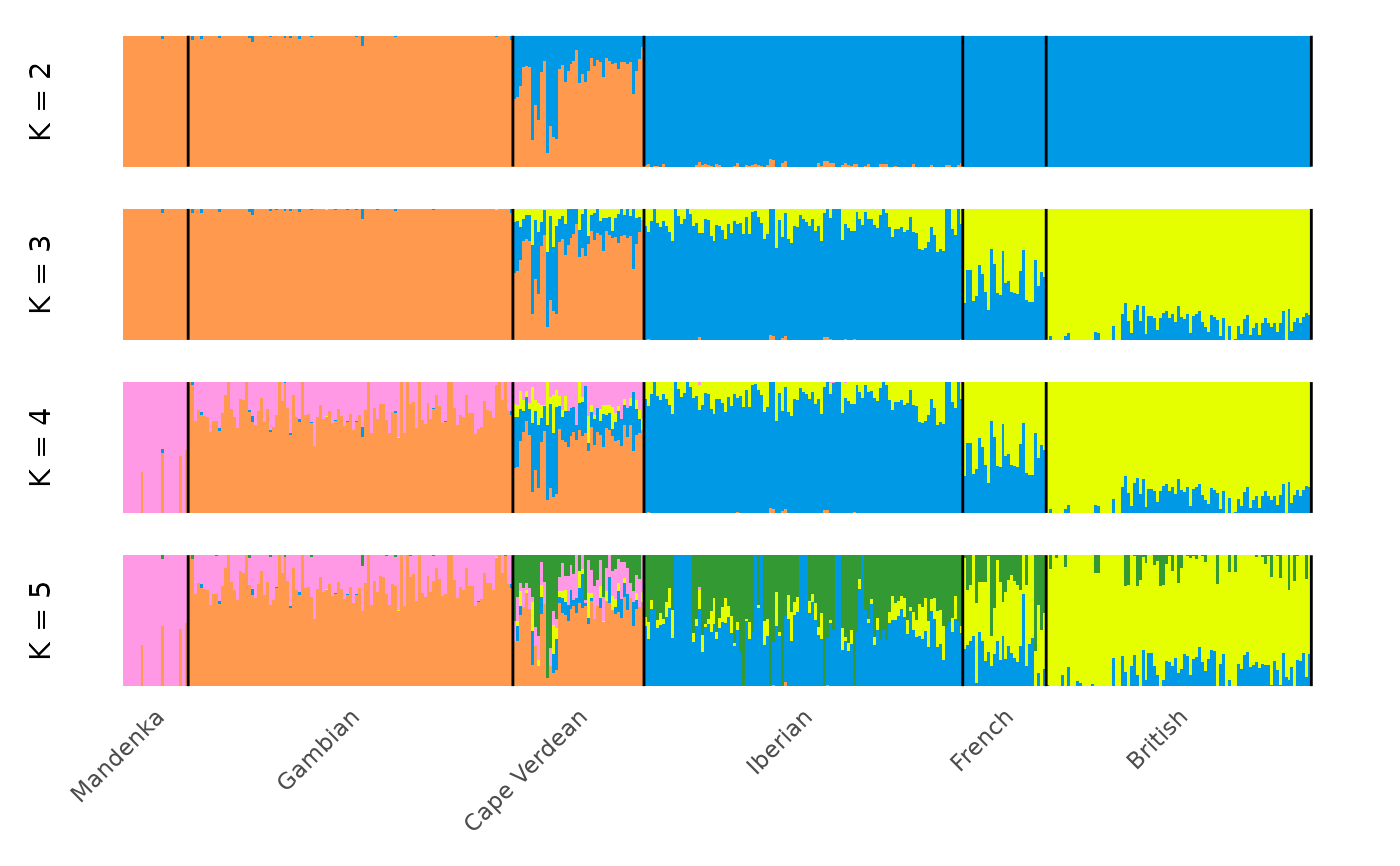 K = 2
K = 3
K = 4
K = 5
Mandenka
Gambian
Cape Verdean
Iberian
French
British